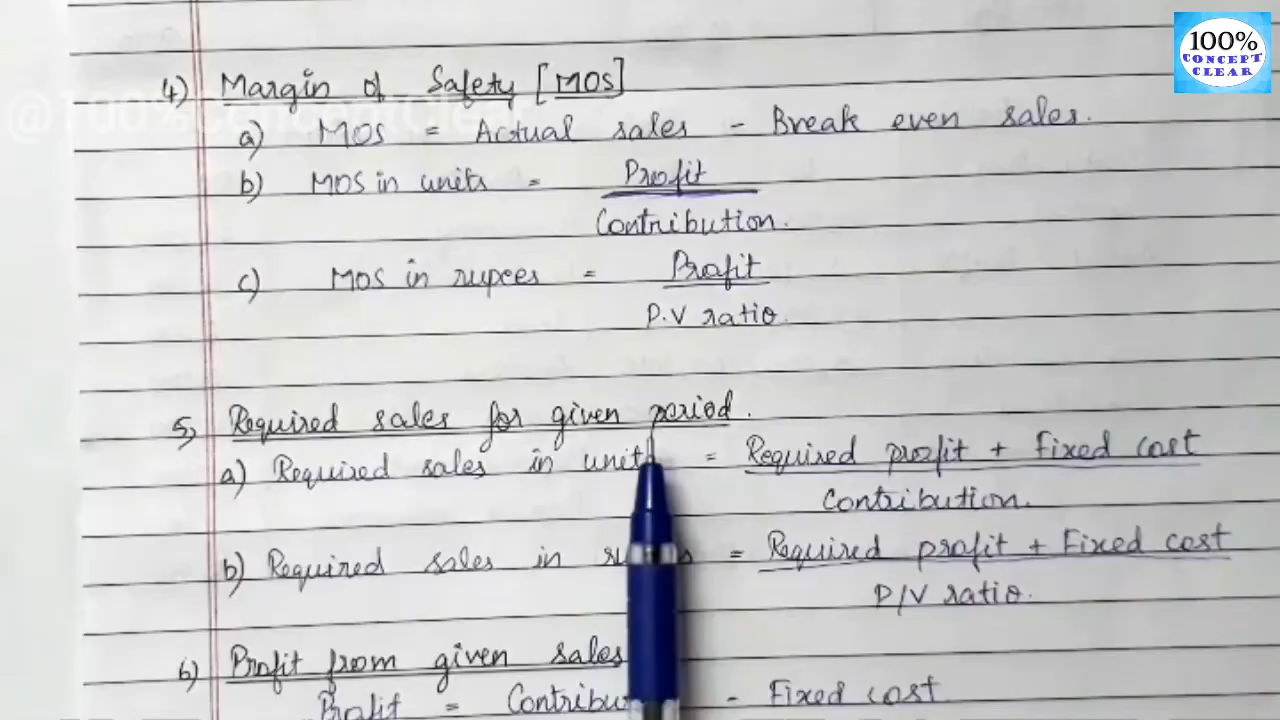 100%
CONCEPT
CLEAR
@100%conceptClear
4) Margin of Safety [MOS]
a) MOS = Actual sales - Break even sales.
b) MOS in units = Profit
Contribution.
c) MOS in rupees = Profit
P.V ratio.
5) Required sales for given period.
a) Required sales in units = Required profit + Fixed cost
Contribution.
b) Required sales in = Required profit + Fixed cost
P/V ratio.
6) Profit from given sales
Profit = - Fixed cost